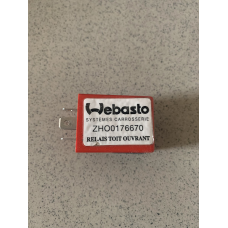 Webasto
SYSTEMES CARROSSERIE
ZHO0176670
RELAIS TOIT OUVRANT